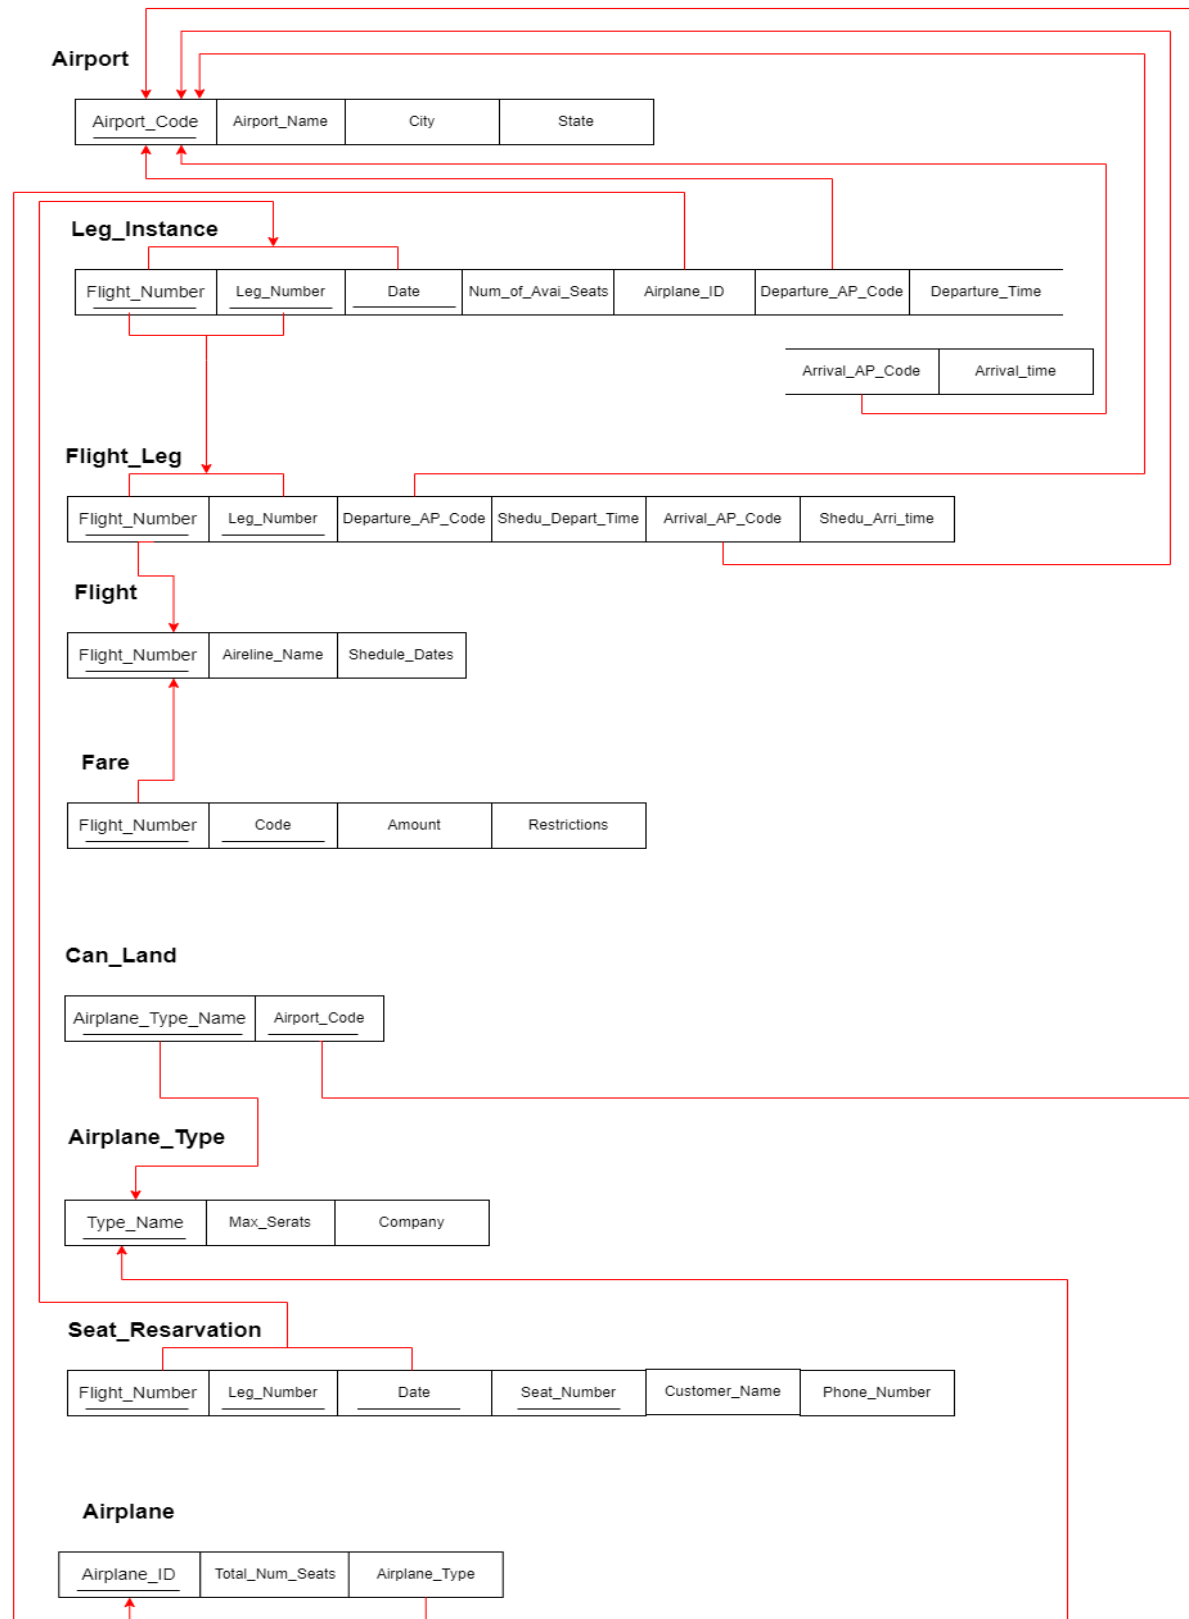 Airport
Airport_Code Airport_Name City State
Leg_Instance
Flight_Number Leg_Number Date Num_of_Avai_Seats Airplane_ID Departure_AP_Code Departure_Time
Arrival_AP_Code Arrival_time
Flight_Leg
Flight_Number Leg_Number Departure_AP_Code Shedu_Depart_Time Arrival_AP_Code Shedu_Arri_time
Flight
Flight_Number Aireline_Name Shedule_Dates
Fare
Flight_Number Code Amount Restrictions
Can_Land
Airplane_Type_Name Airport_Code
Airplane_Type
Type_Name Max_Serats Company
Seat_Resarvation
Flight_Number Leg_Number Date Seat_Number Customer_Name Phone_Number
Airplane
Airplane_ID Total_Num_Seats Airplane_Type